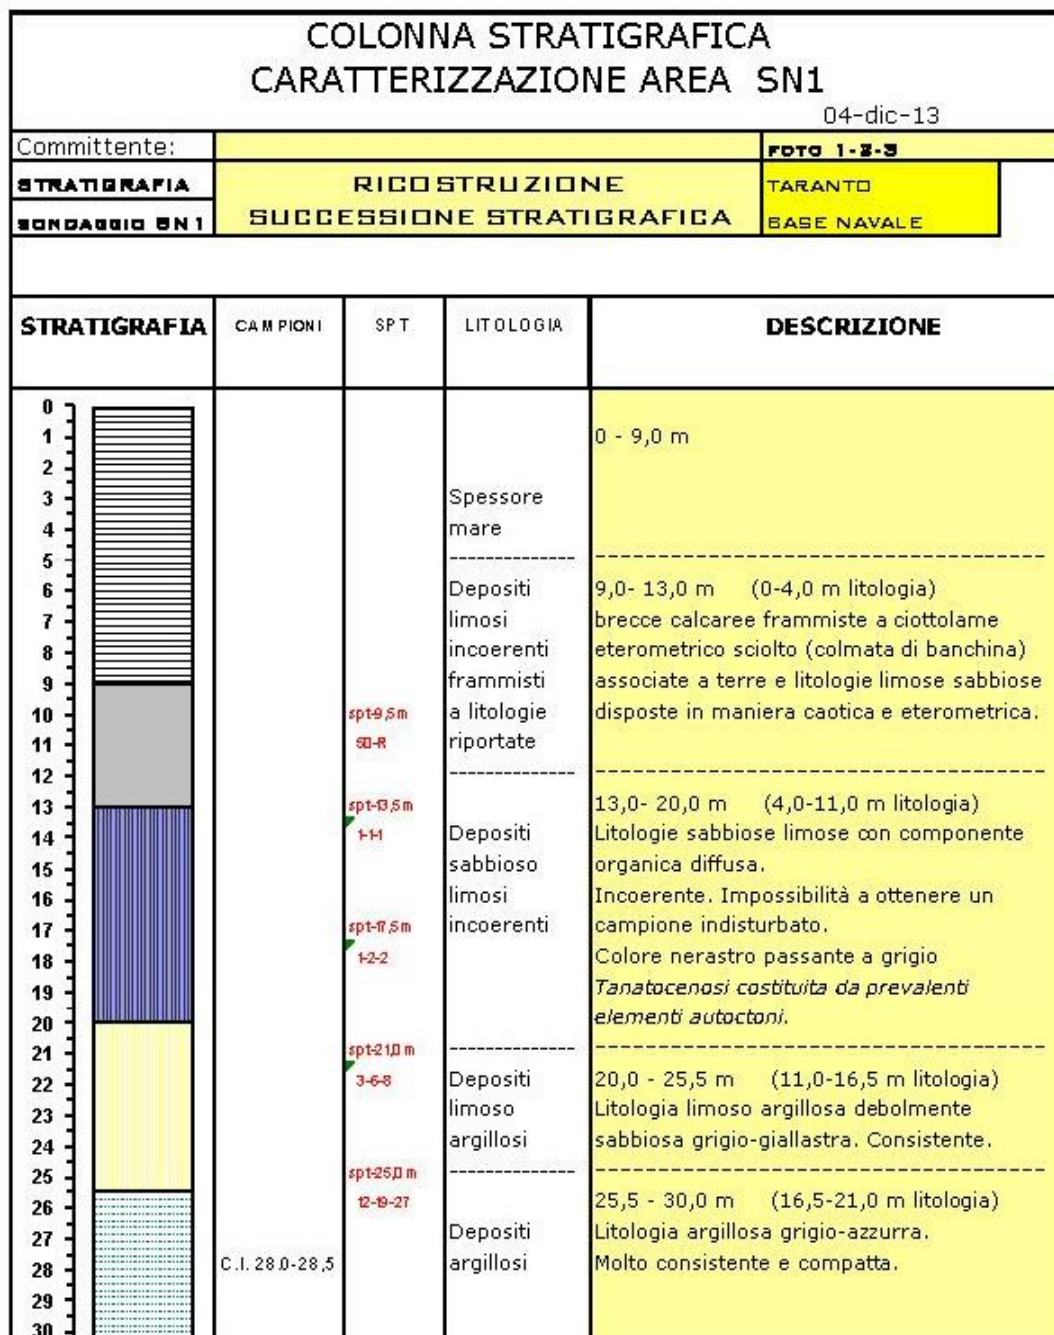 COLONNA STRATIGRAFICA
CARATTERIZZAZIONE AREA SN1
04-dic-13
Committente:
FOTO 1-2-3
STRATIGRAFIA
RICOSTRUZIONE
TARANTO
SONDAGGIO SN1
SUCCESSIONE STRATIGRAFICA
BASE NAVALE
STRATIGRAFIA
CAMPIONI
SPT
LITOLOGIA
DESCRIZIONE
0
1
2
3
4
5
6
7
8
9
10
11
12
13
14
15
16
17
18
19
20
21
22
23
24
25
26
27
28
29
30
C.I. 28.0-28,5
spt-9,5m
50-R
spt-13,5m
1-1-1
spt-17,5m
1-2-2
spt-21,0m
3-6-8
spt-25,0m
12-19-27
Spessore
mare
--------------
Depositi
limosi
incoerenti
frammisti
a litologie
riportate
--------------
Depositi
sabbioso
limosi
incoerenti
--------------
Depositi
limoso
argillosi
--------------
Depositi
argillosi
0 - 9,0 m
--------------------------------------------
9,0- 13,0 m (0-4,0 m litologia)
brecce calcaree frammiste a ciottolame
eterometrico sciolto (colmata di banchina)
associate a terre e litologie limose sabbiose
disposte in maniera caotica e eterometrica.
--------------------------------------------
13,0- 20,0 m (4,0-11,0 m litologia)
Litologie sabbiose limose con componente
organica diffusa.
Incoerente. Impossibilità a ottenere un
campione indisturbato.
Colore nerastro passante a grigio
Tanatocenosi costituita da prevalenti
elementi autoctoni.
--------------------------------------------
20,0 - 25,5 m (11,0-16,5 m litologia)
Litologia limoso argillosa debolmente
sabbiosa grigio-giallastra. Consistente.
--------------------------------------------
25,5 - 30,0 m (16,5-21,0 m litologia)
Litologia argillosa grigio-azzurra.
Molto consistente e compatta.